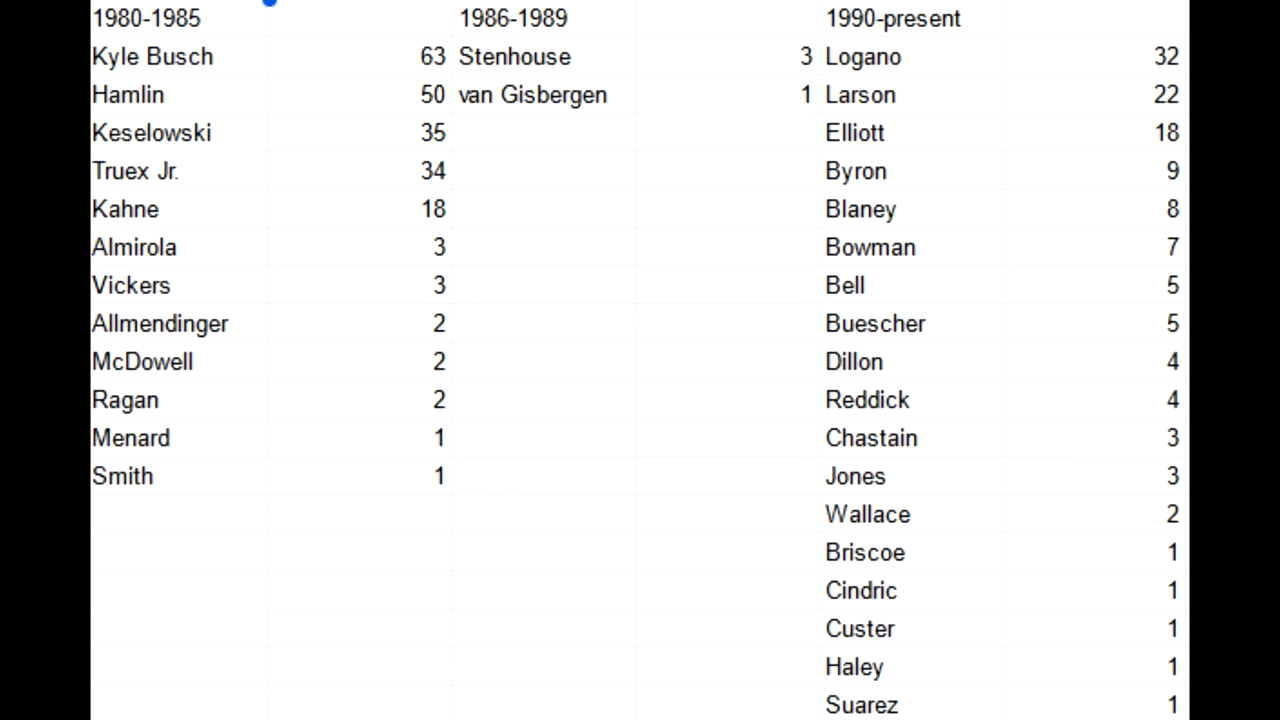 1980-1985 1986-1989 1990-present
Kyle Busch 63 Stenhouse 3 Logano 32
Hamlin 50 van Gisbergen 1 Larson 22
Keselowski 35 Elliott 18
Truex Jr. 34 Byron 9
Kahne 18 Blaney 8
Almirola 3 Bowman 7
Vickers 3 Bell 5
Allmendinger 2 Buescher 5
McDowell 2 Dillon 4
Ragan 2 Reddick 4
Menard 1 Chastain 3
Smith 1 Jones 3
Wallace 2
Briscoe 1
Cindric 1
Custer 1
Haley 1
Suarez 1